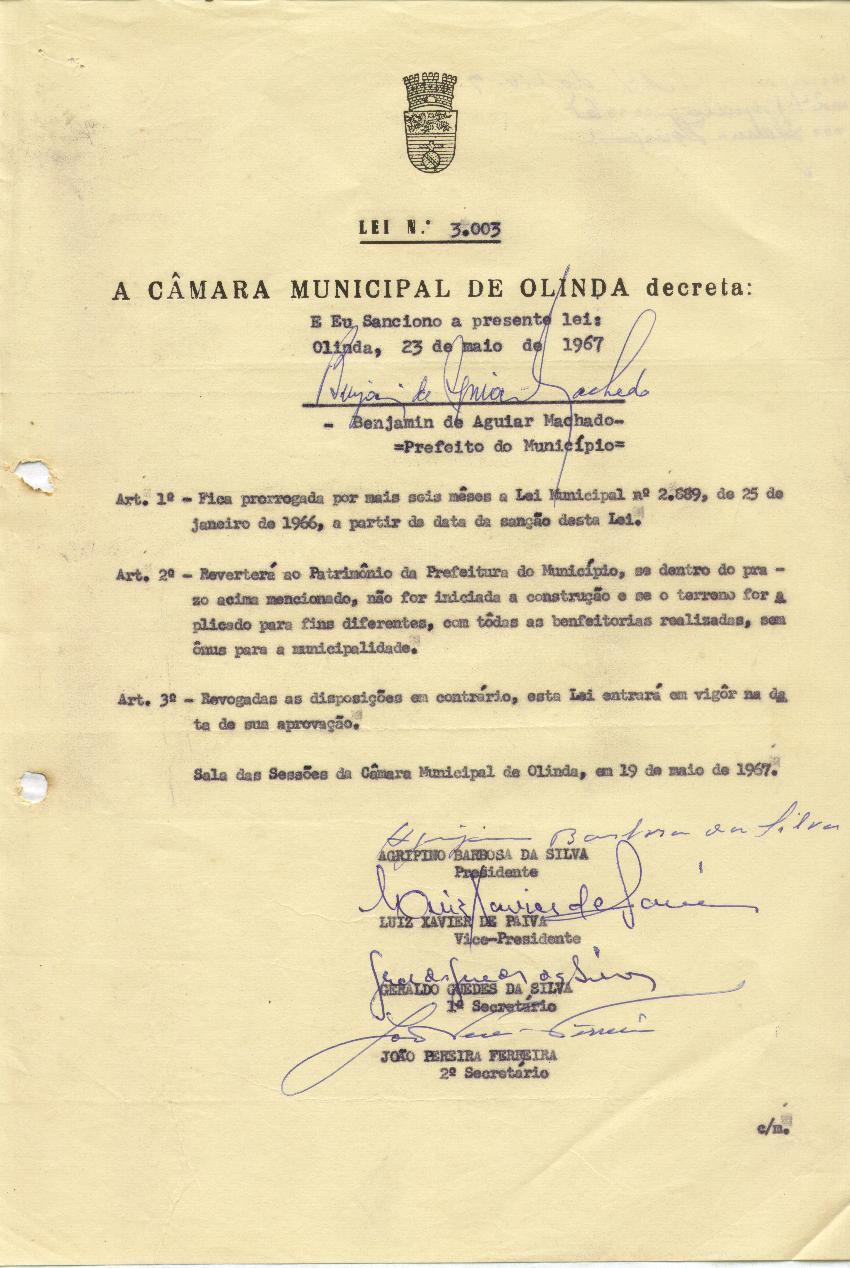 LEI N.º 3.003
A CÂMARA MUNICIPAL DE OLINDA decreta:
E Eu Sanciono a presente lei:
Olinda, 23 de maio de 1967
Benjamin de Aguiar Machado
- Benjamin de Aguiar Machado-
=Prefeito do Município=
Art. 1º - Fica prorrogada por mais seis mêses a Lei Municipal nº 2.889, de 25 de
janeiro de 1966, a partir da data da sanção desta Lei.
Art. 2º - Reverterá ao Patrimônio da Prefeitura do Município, se dentro do pra -
zo acima mencionado, não for iniciada a construção e se o terreno for a
plicado para fins diferentes, com tôdas as benfeitorias realizadas, sem
ônus para a municipalidade.
Art. 3º - Revogadas as disposições em contrário, esta Lei entrará em vigôr na da
ta de sua aprovação.
Sala das Sessões da Câmara Municipal de Olinda, em 19 de maio de 1967.
Agripino Barbosa da Silva
AGRIPINO BARBOSA DA SILVA
Presidente
Luiz Xavier de Paiva
LUIZ XAVIER DE PAIVA
Vice-Presidente
Geraldo Guedes da Silva
GERALDO GUEDES DA SILVA
1º Secretário
João Pereira Ferreira
JOÃO PEREIRA FERREIRA
2º Secretário
c/m.